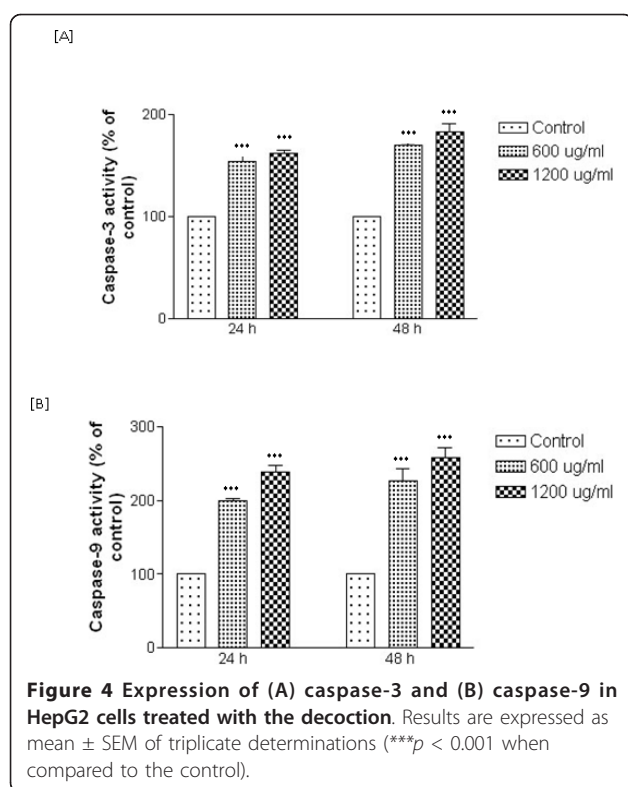 [A]
Caspase-3 activity (% of
control)
200
100
0
*** *** *** ***
24 h 48 h
Control
600 ug/ml
1200 ug/ml
[B]
Caspase-9 activity (% of
control)
300
200
100
0
*** *** *** ***
24 h 48 h
Control
600 ug/ml
1200 ug/ml
Figure 4 Expression of (A) caspase-3 and (B) caspase-9 in
HepG2 cells treated with the decoction. Results are expressed as
mean ± SEM of triplicate determinations (***p < 0.001 when
compared to the control).